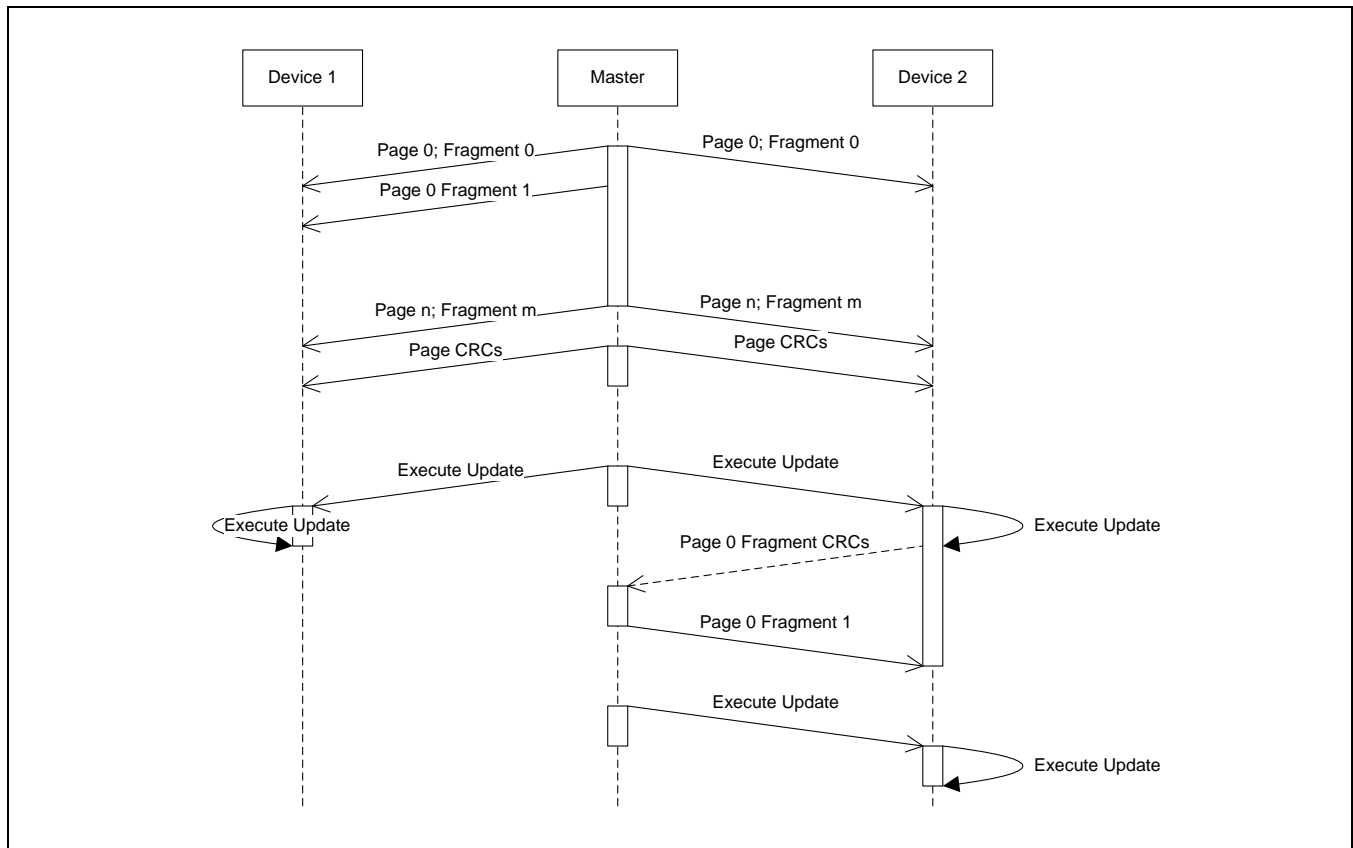 Device 1
Master
Device 2
Page 0; Fragment 0
Page 0; Fragment 0
Page 0 Fragment 1
Page n; Fragment m
Page n; Fragment m
Page CRCs
Page CRCs
Execute Update
Execute Update
Execute Update
Execute Update
Page 0 Fragment CRCs
Page 0 Fragment 1
Execute Update
Execute Update